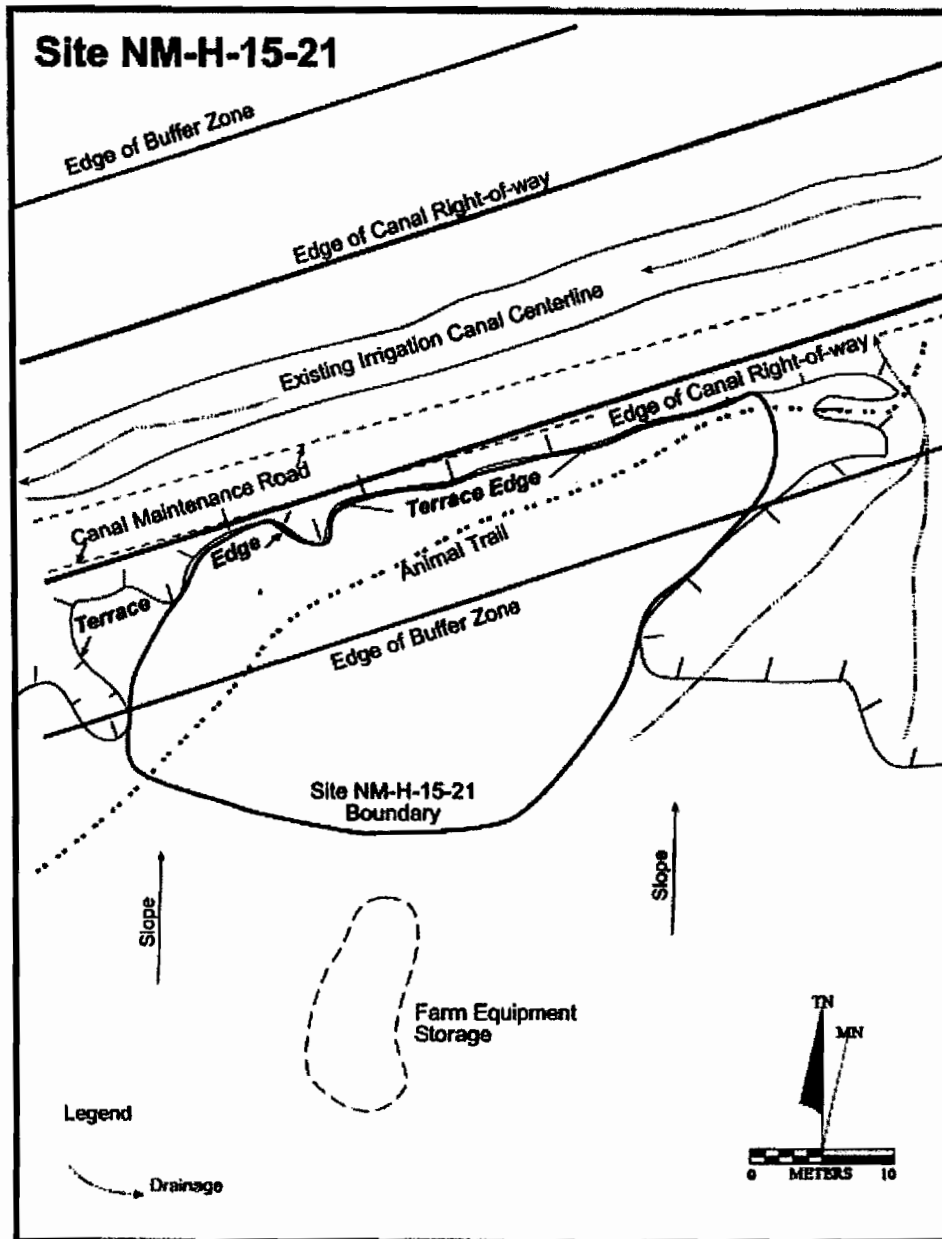 Site NM-H-15-21
Edge of Buffer Zone
Edge of Canal Right-of-way
Existing Irrigation Canal Centerline
Edge of Canal Right-of-way
Canal Maintenance Road
Terrace Edge
Edge
Animal Trail
Terrace
Edge of Buffer Zone
Site NM-H-15-21
Boundary
Slope
Slope
Farm Equipment
Storage
TN
MN
Legend
Drainage
0 METERS 10